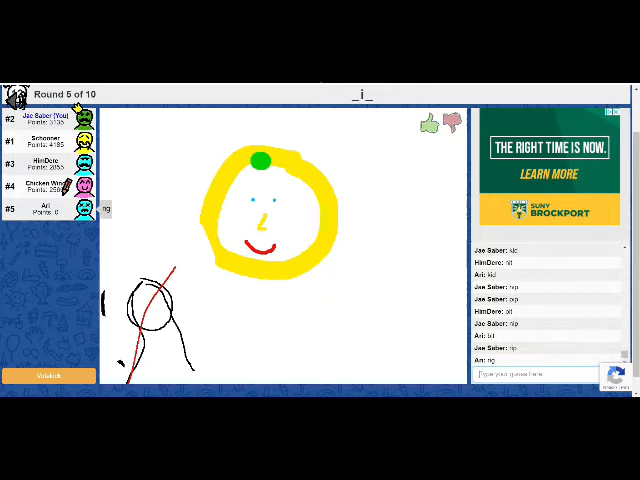 Round 5 of 10
_i_
#2 Jae Saber (You)
Points: 3135
#1 Schooner
Points: 4185
#3 HimDere
Points: 2855
#4 Chicken Wing
#5 Ari
Points: 0
rig
Votekick
THE RIGHT TIME IS NOW.
LEARN MORE
SUNY
BROCKPORT
Jae Saber: kid
HimDere: hit
Ari: kid
Jae Saber: hip
Jae Saber: pip
HimDere: pit
Jae Saber: nip
Ari: bit
Jae Saber: rip
Ari: rig
Type your guess here